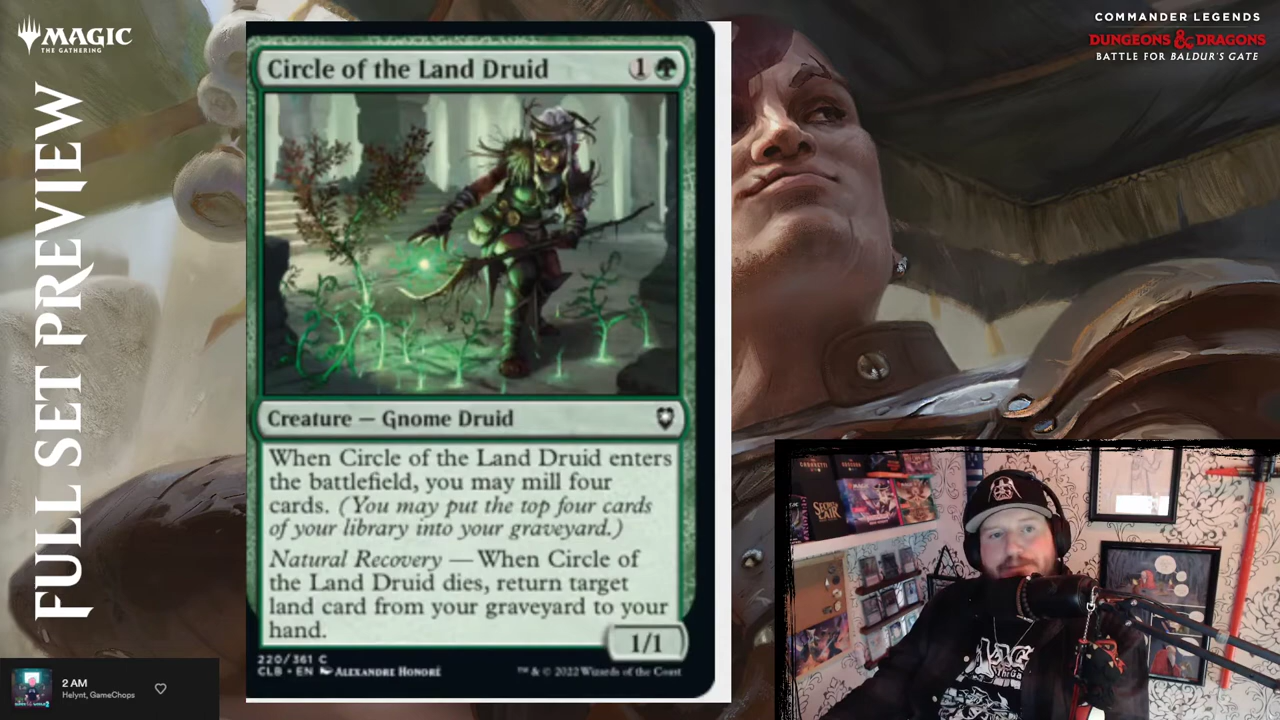 MAGIC
THE GATHERING
FULL SET PREVIEW
Circle of the Land Druid
1
Creature — Gnome Druid
When Circle of the Land Druid enters
the battlefield, you may mill four
cards. (You may put the top four cards
of your library into your graveyard.)
Natural Recovery — When Circle of
the Land Druid dies, return target
land card from your graveyard to your
hand.
1/1
220/361 C
CLB • EN ALEXANDRE HONORÉ
™ & © 2022 Wizards of the Coast
COMMANDER LEGENDS
DUNGEONS & DRAGONS
BATTLE FOR BALDUR'S GATE
2 AM
Helynt, GameChops
SECRET
LAIR